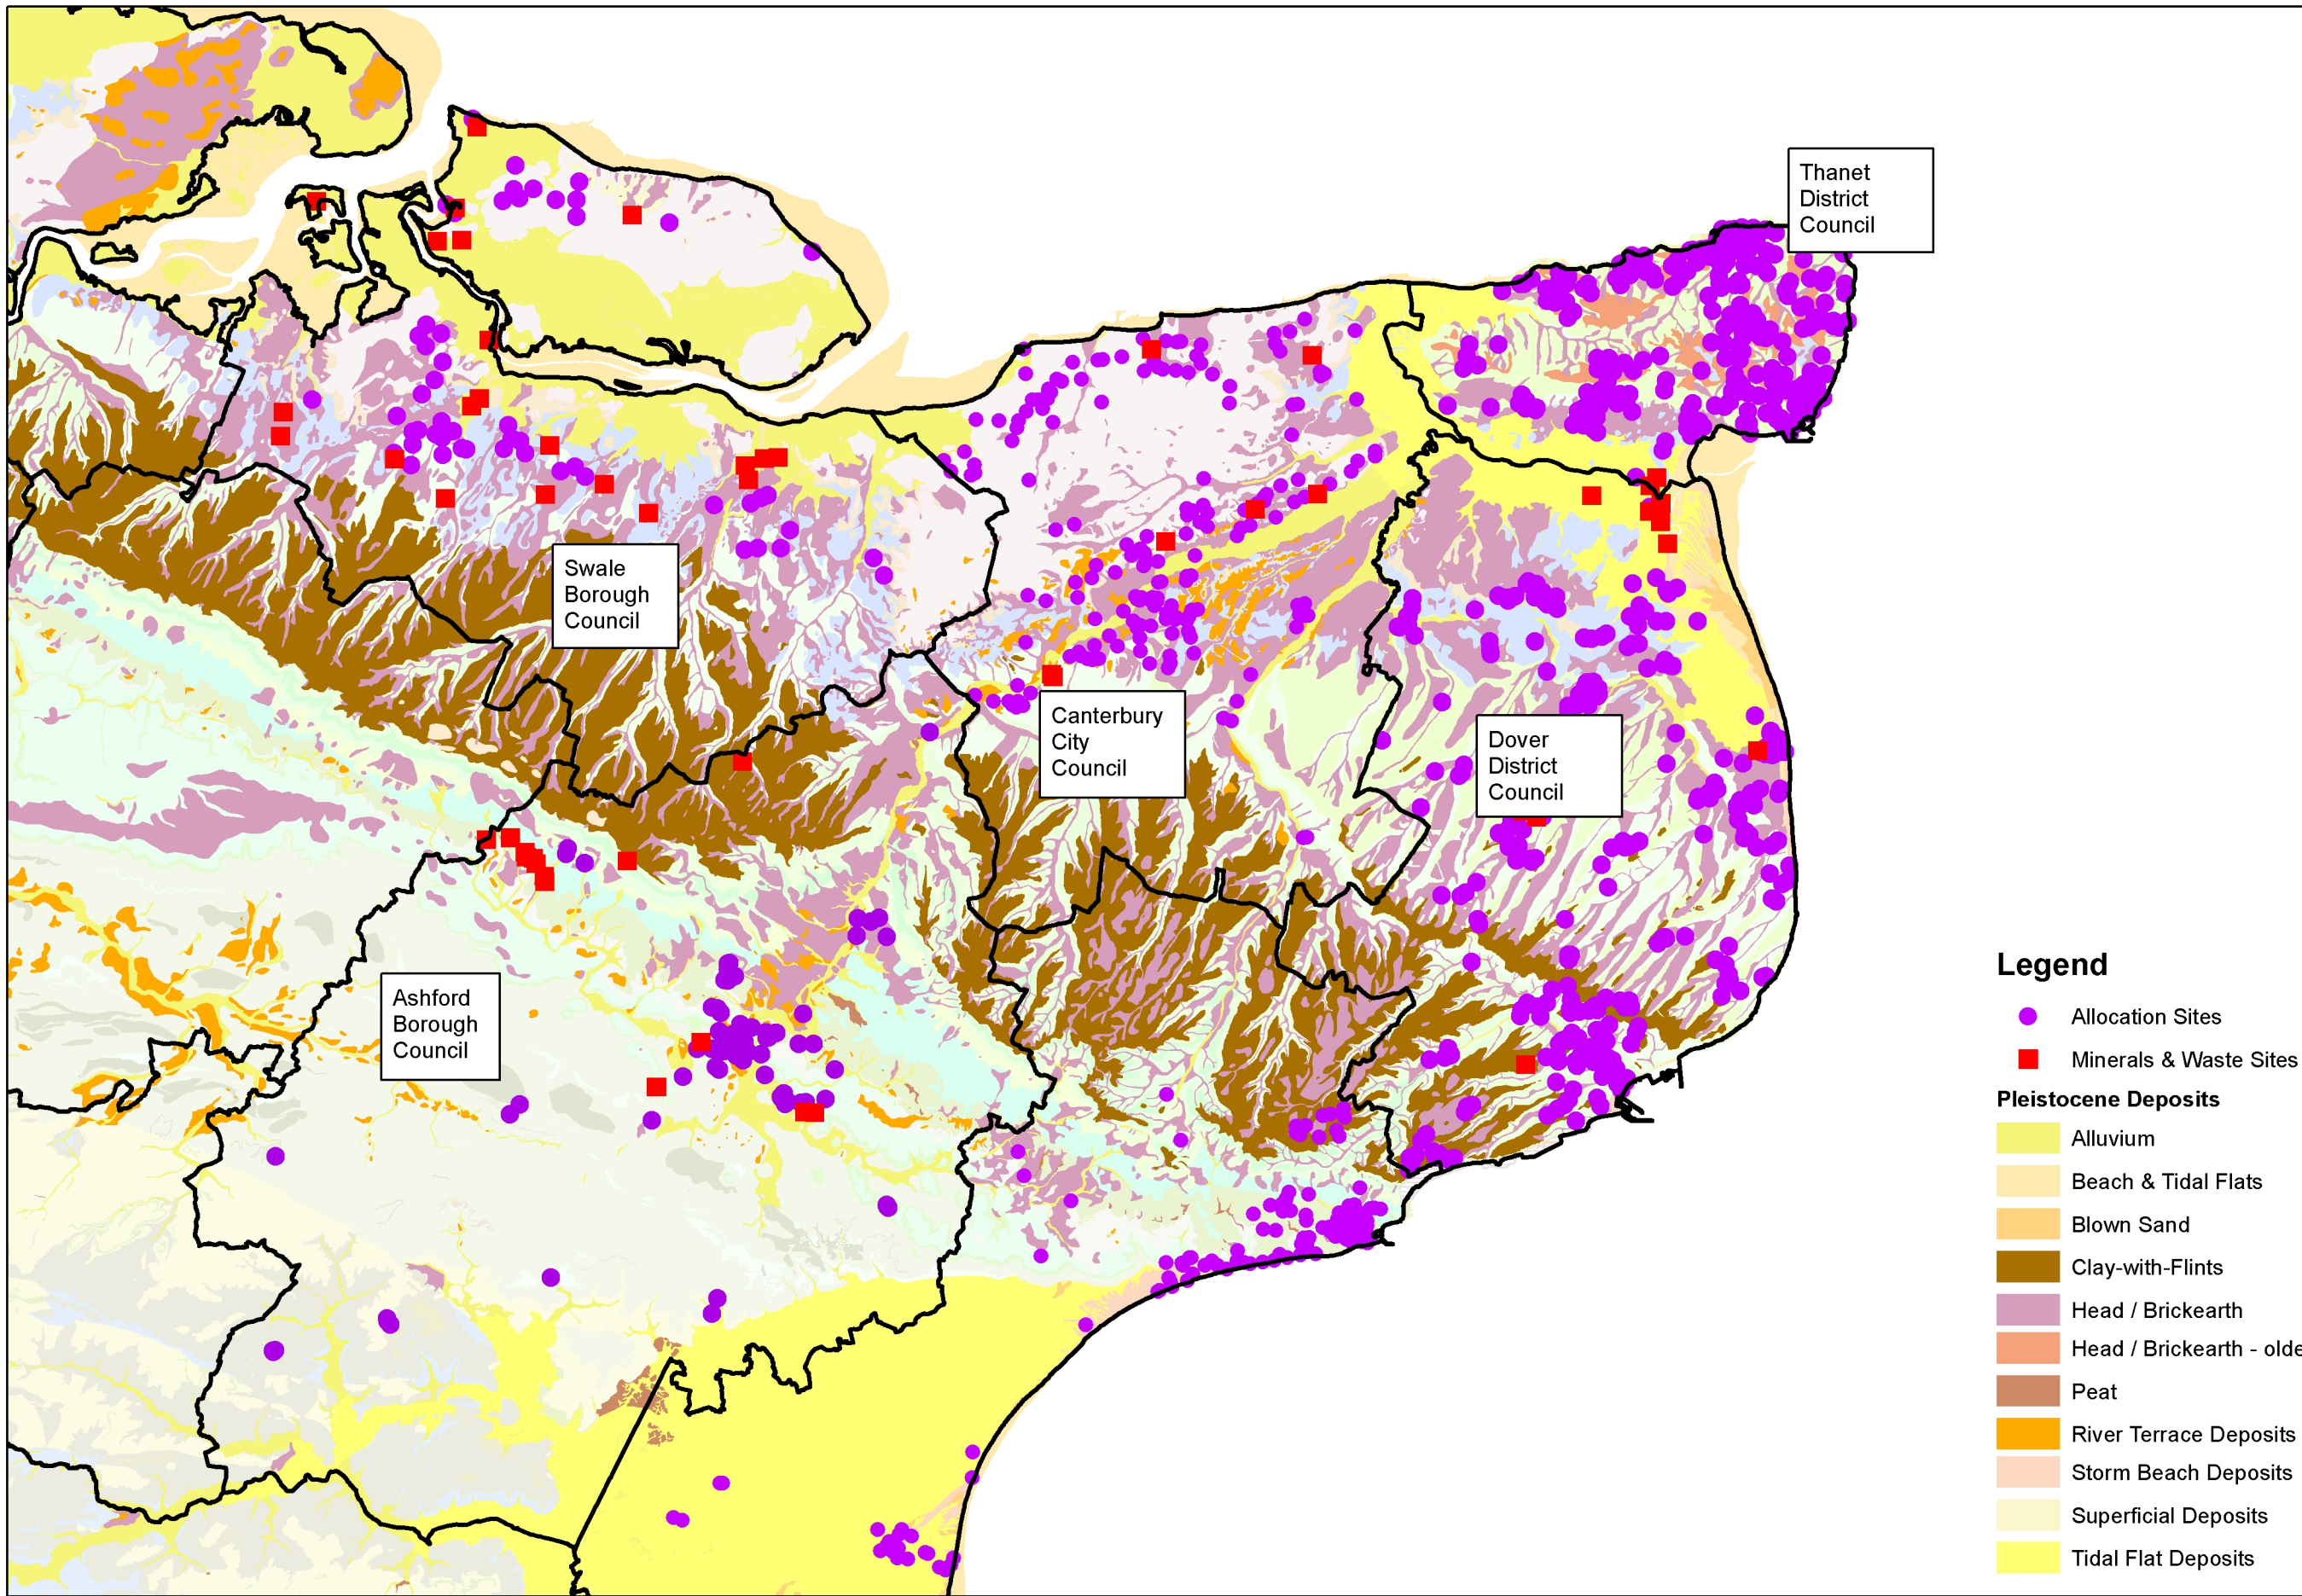 Thanet
District
Council
Swale
Borough
Council
Canterbury
City
Council
Dover
District
Council
Ashford
Borough
Council
Legend
Allocation Sites
Minerals & Waste Sites
Pleistocene Deposits
Alluvium
Beach & Tidal Flats
Blown Sand
Clay-with-Flints
Head / Brickearth
Head / Brickearth - olde
Peat
River Terrace Deposits
Storm Beach Deposits
Superficial Deposits
Tidal Flat Deposits